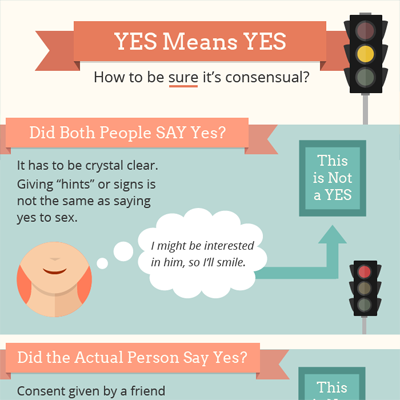 YES Means YES
How to be sure it's consensual?
Did Both People SAY Yes?
It has to be crystal clear.
Giving “hints” or signs is
not the same as saying
yes to sex.
This
is Not
a YES
I might be interested
in him, so I'll smile.
Did the Actual Person Say Yes?
Consent given by a friend
This